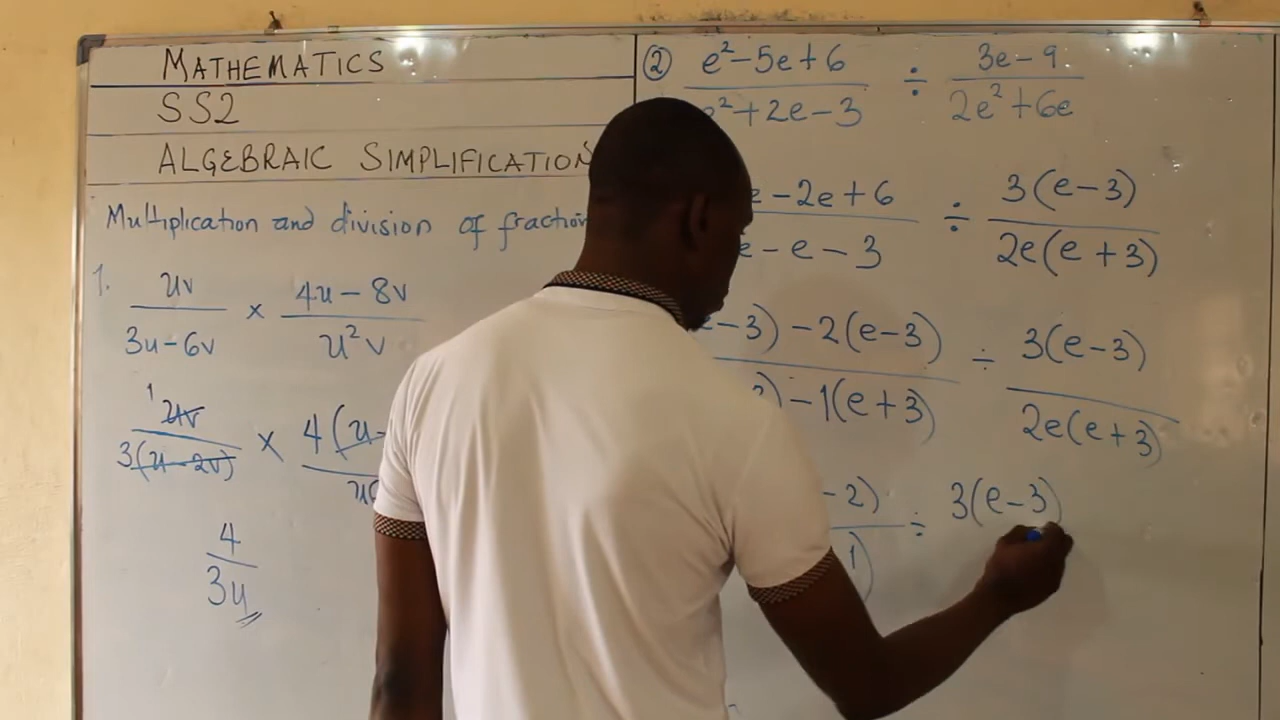 MATHEMATICS
SS2
ALGEBRAIC SIMPLIFICATION
Multiplication and division of fraction
1.
uv / 3u-6v × 4u-8v / u²v
1
uv / 3(u-2v) × 4(u-
4 / 3u
② e²-5e+6 / e²+2e-3 ÷ 3e-9 / 2e²+6e
e-2e+6 / e-e-3 ÷ 3(e-3) / 2e(e+3)
e-3)-2(e-3) / -1(e+3) ÷ 3(e-3) / 2e(e+3)
-2) / 1) ÷ 3(e-3)